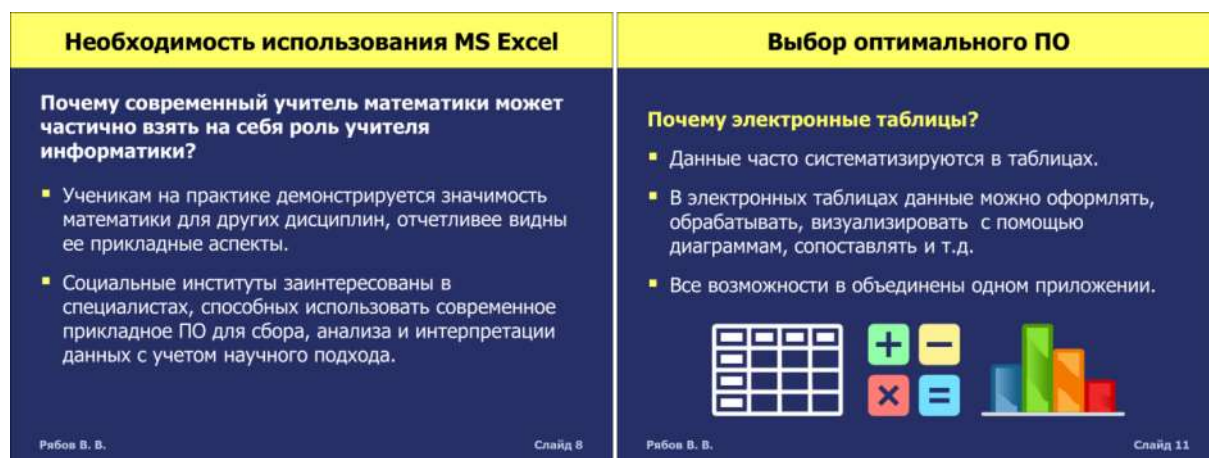 Необходимость использования MS Excel
Почему современный учитель математики может
частично взять на себя роль учителя
информатики?
Ученикам на практике демонстрируется значимость
математики для других дисциплин, отчетливее видны
ее прикладные аспекты.
Социальные институты заинтересованы в
специалистах, способных использовать современное
прикладное ПО для сбора, анализа и интерпретации
данных с учетом научного подхода.
Рябов В. В.
Слайд 8
Выбор оптимального ПО
Почему электронные таблицы?
Данные часто систематизируются в таблицах.
В электронных таблицах данные можно оформлять,
обрабатывать, визуализировать с помощью
диаграммам, сопоставлять и т.д.
Все возможности в объединены одном приложении.
Рябов В. В.
Слайд 11